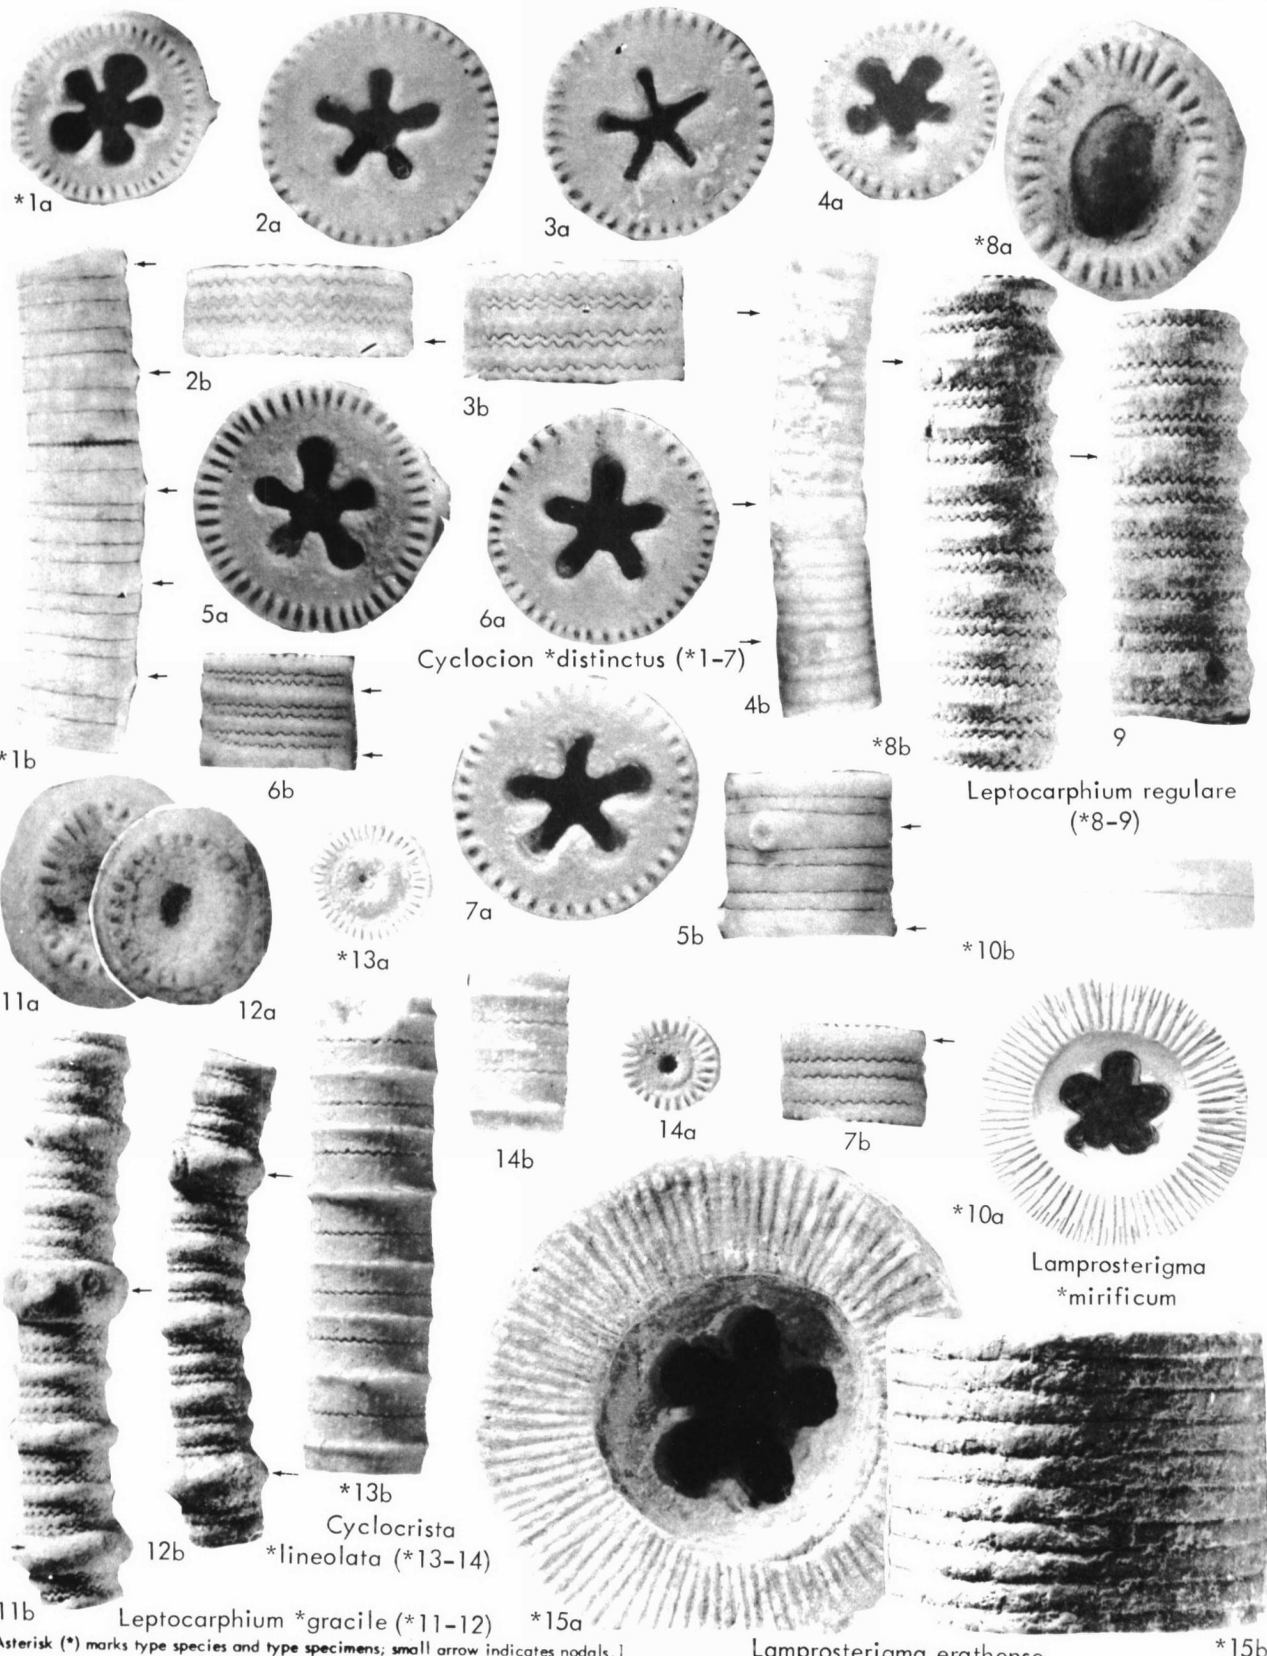 *1a
2a
3a
4a
*8a
2b
3b
5a
6a
Cyclocion *distinctus (*1-7)
4b
*8b
9
*1b
6b
Leptocarphium regulare
(*8-9)
7a
5b
*10b
*13a
11a
12a
14b
14a
7b
*10a
Lamprosterigma
*mirificum
*13b
Cyclocrista
*lineolata (*13-14)
12b
11b
Leptocarphium *gracile (*11-12)
*15a
Asterisk (*) marks type species and type specimens; small arrow indicates nodals.]
Lamprosterigma erathense
*15b